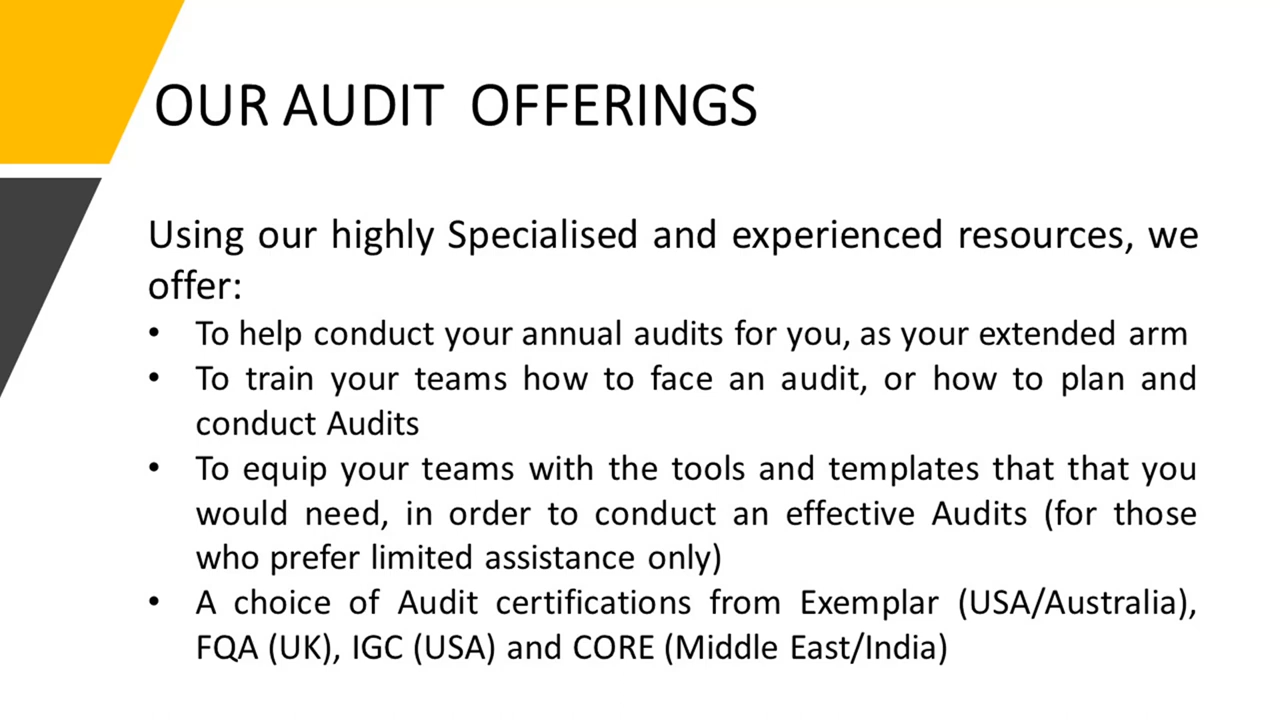 OUR AUDIT OFFERINGS
Using our highly Specialised and experienced resources, we
offer:
• To help conduct your annual audits for you, as your extended arm
• To train your teams how to face an audit, or how to plan and
conduct Audits
• To equip your teams with the tools and templates that that you
would need, in order to conduct an effective Audits (for those
who prefer limited assistance only)
• A choice of Audit certifications from Exemplar (USA/Australia),
FQA (UK), IGC (USA) and CORE (Middle East/India)